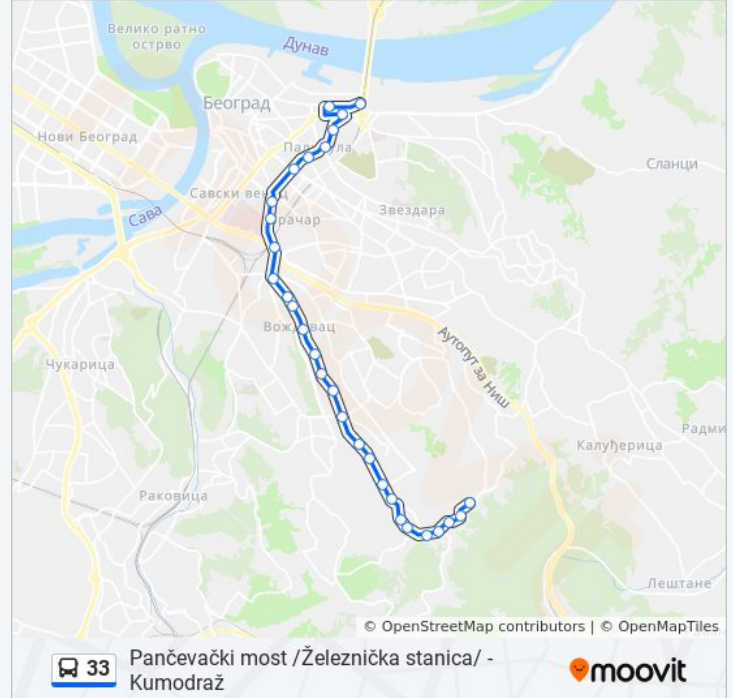 Велико ратно
острво
Дунав
Београд
Нови Београд
Палилула
Сланци
Савски венац
Звездара
Сава
Врачар
Вождовац
Аутопут за Ниш
Чукарица
Калуђерица
Радми
Раковица
Лештане
© OpenStreetMap contributors | © OpenMapTiles
33
Pančevački most /Železnička stanica/ -
Kumodraž
moovit